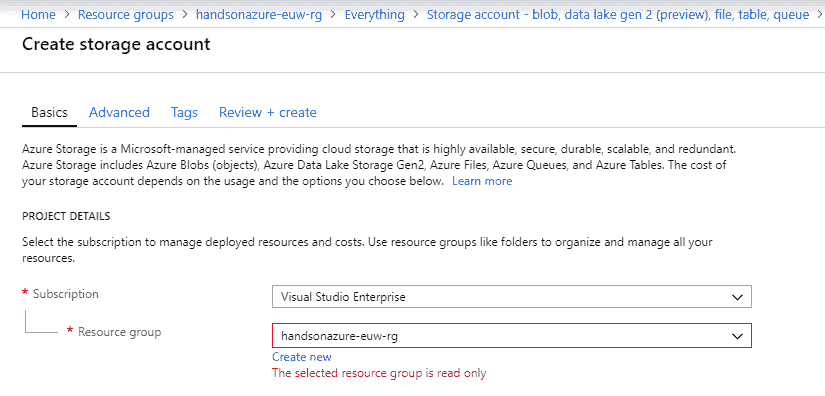 Home > Resource groups > handsonazure-euw-rg > Everything > Storage account - blob, data lake gen 2 (preview), file, table, queue >
Create storage account
Basics Advanced Tags Review + create
Azure Storage is a Microsoft-managed service providing cloud storage that is highly available, secure, durable, scalable, and redundant.
Azure Storage includes Azure Blobs (objects), Azure Data Lake Storage Gen2, Azure Files, Azure Queues, and Azure Tables. The cost of
your storage account depends on the usage and the options you choose below. Learn more
PROJECT DETAILS
Select the subscription to manage deployed resources and costs. Use resource groups like folders to organize and manage all your
resources.
* Subscription Visual Studio Enterprise
* Resource group handsonazure-euw-rg
Create new
The selected resource group is read only